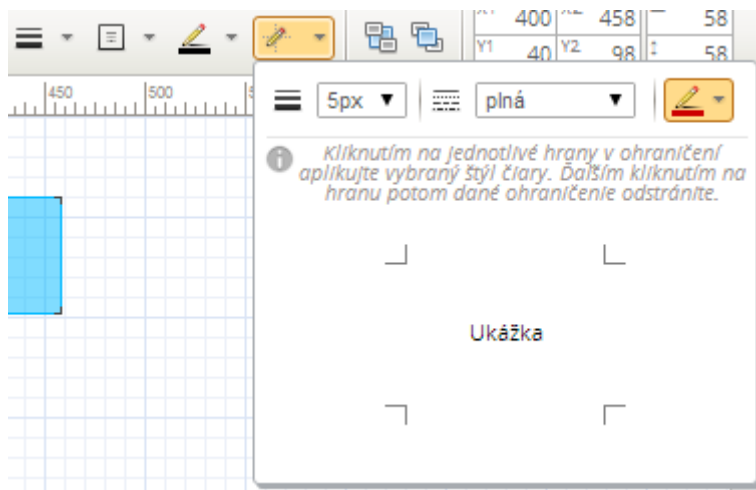 400 458 58
Y1 40 Y2 98 58
450 500
5px plná
Kliknutím na jednotlivé hrany v ohraničení
aplikujte vybraný štýl čiary. Ďalším kliknutím na
hranu potom dané ohraničenie odstránite.
Ukážka